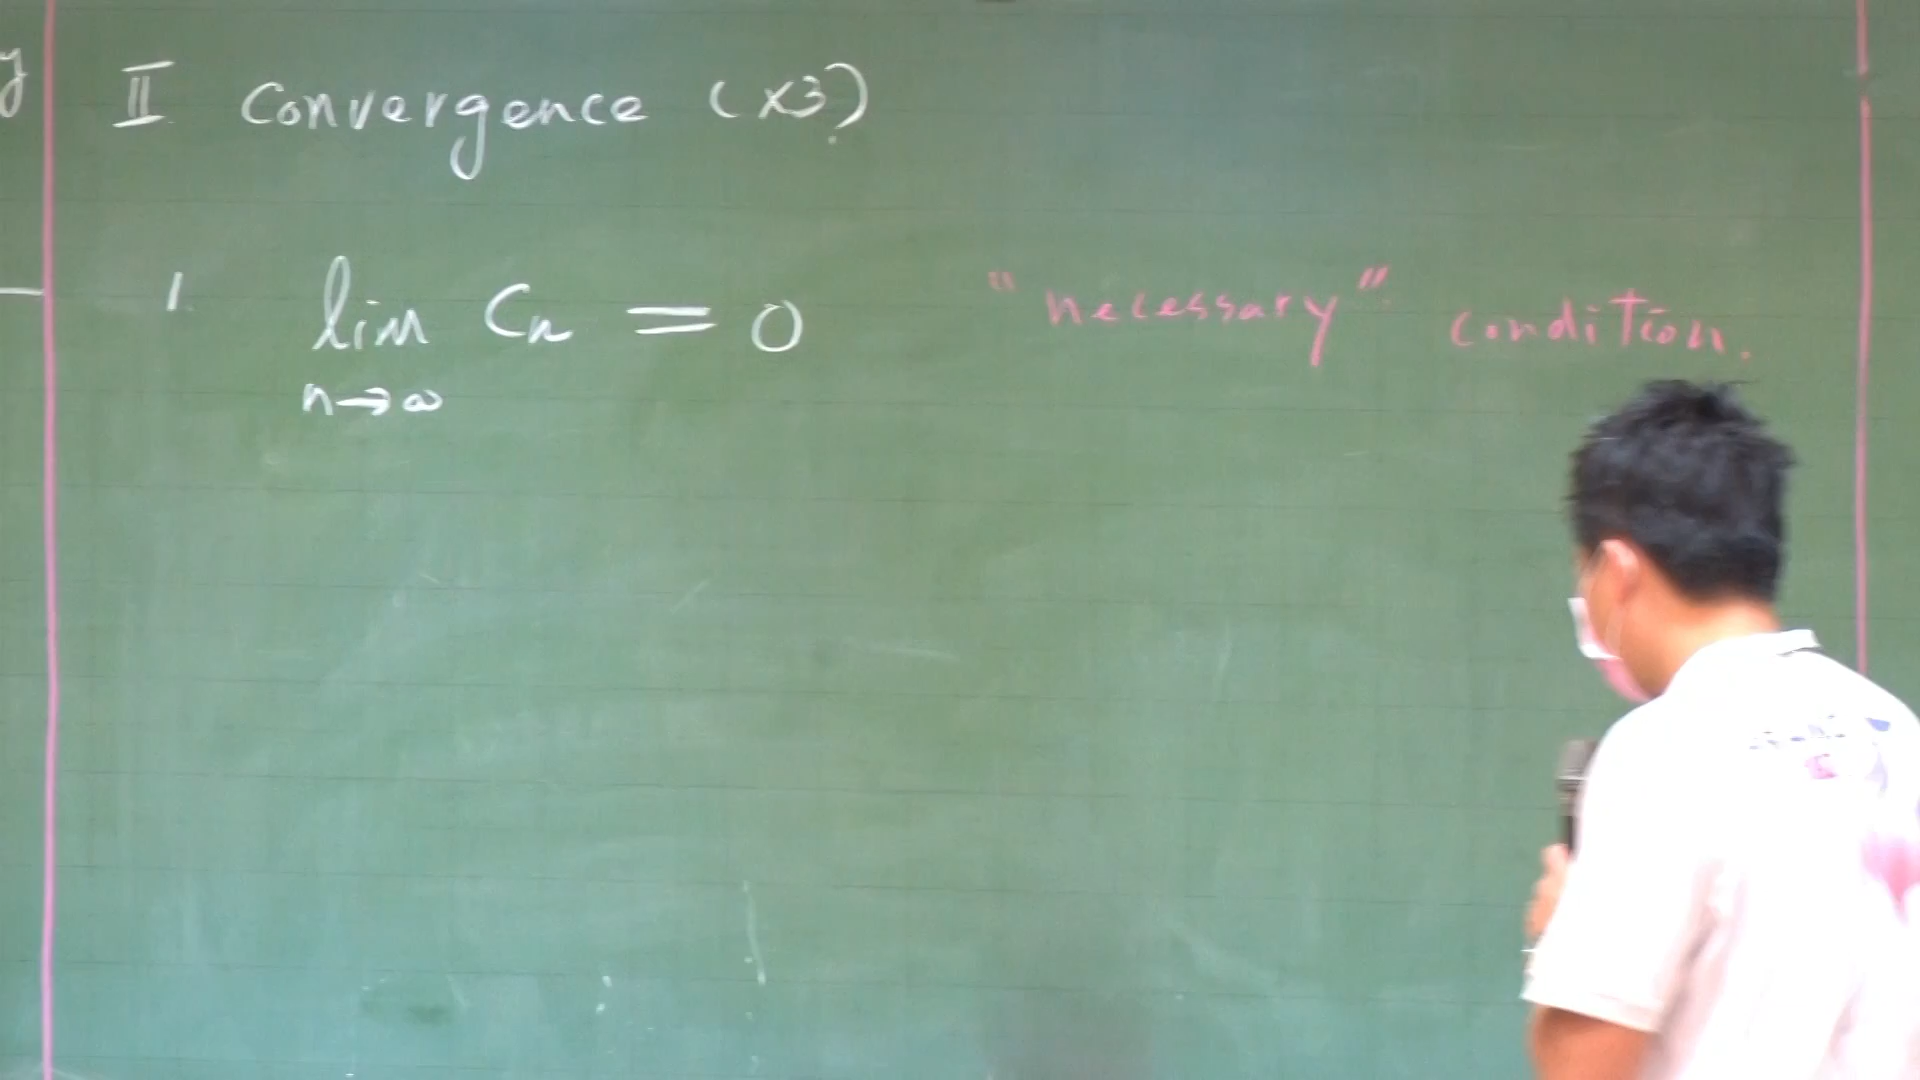 y
II Convergence (x3)
1. lim Cn = 0 "necessary" condition.
n→∞